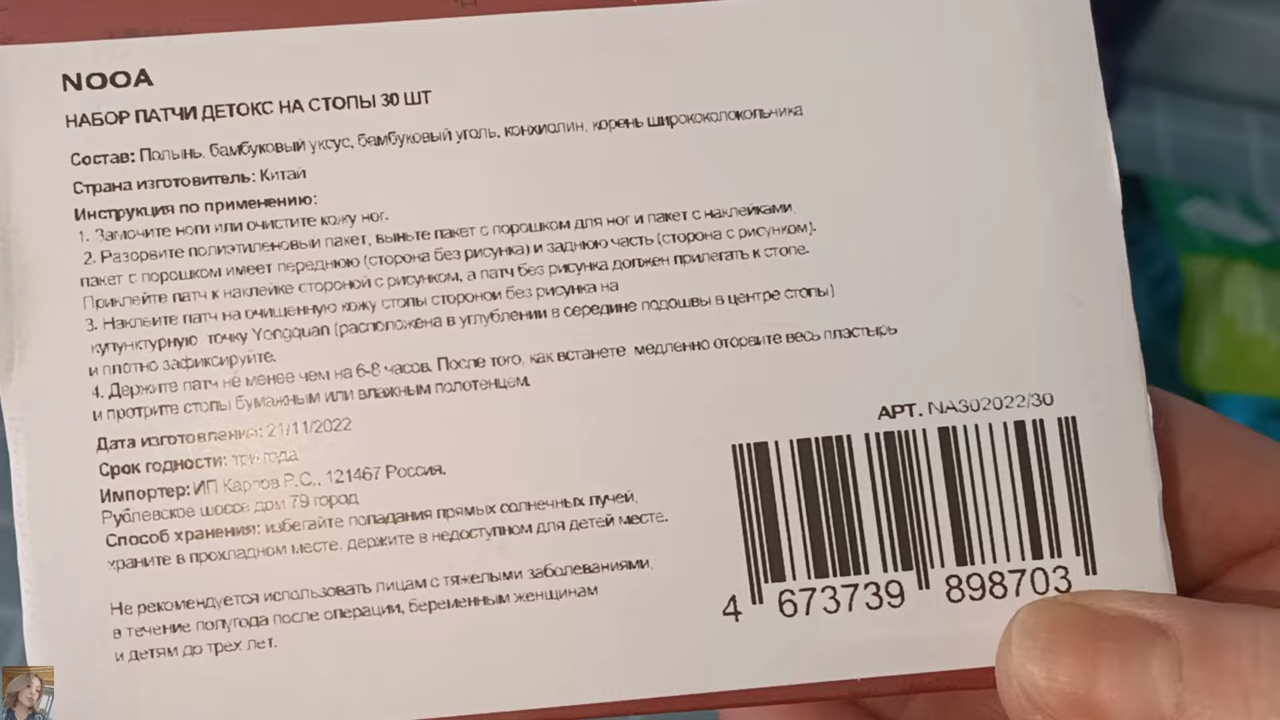 NOOA
НАБОР ПАТЧИ ДЕТОКС НА СТОПЫ 30 ШТ
Состав: Полынь, бамбуковый уксус, бамбуковый уголь, конхиолин, корень ширококолокольчика
Страна изготовитель: Китай
Инструкция по применению:
1. Замочите ноги или очистите кожу ног.
2. Разорвите полиэтиленовый пакет, выньте пакет с порошком для ног и пакет с наклейками,
пакет с порошком имеет переднюю (сторона без рисунка) и заднюю часть (сторона с рисунком).
Приклейте патч к наклейке стороной с рисунком, а патч без рисунка должен прилегать к стопе.
3. Наклейте патч на очищенную кожу стопы стороной без рисунка на
купунктурную точку Yongquan (расположена в углублении в середине подошвы в центре стопы)
и плотно зафиксируйте.
4. Держите патч не менее чем на 6-8 часов. После того, как встанете, медленно оторвите весь пластырь
и протрите стопы бумажным или влажным полотенцем.
Дата изготовления: 21/11/2022
Срок годности: три года
Импортер: ИП Карлов Р.С., 121467 Россия,
Рублевское шоссе дом 79 город
Способ хранения: избегайте попадания прямых солнечных лучей,
храните в прохладном месте, держите в недоступном для детей месте.
Не рекомендуется использовать лицам с тяжелыми заболеваниями,
в течение полугода после операции, беременным женщинам
и детям до трех лет.
АРТ. NA302022/30
4 673739 898703